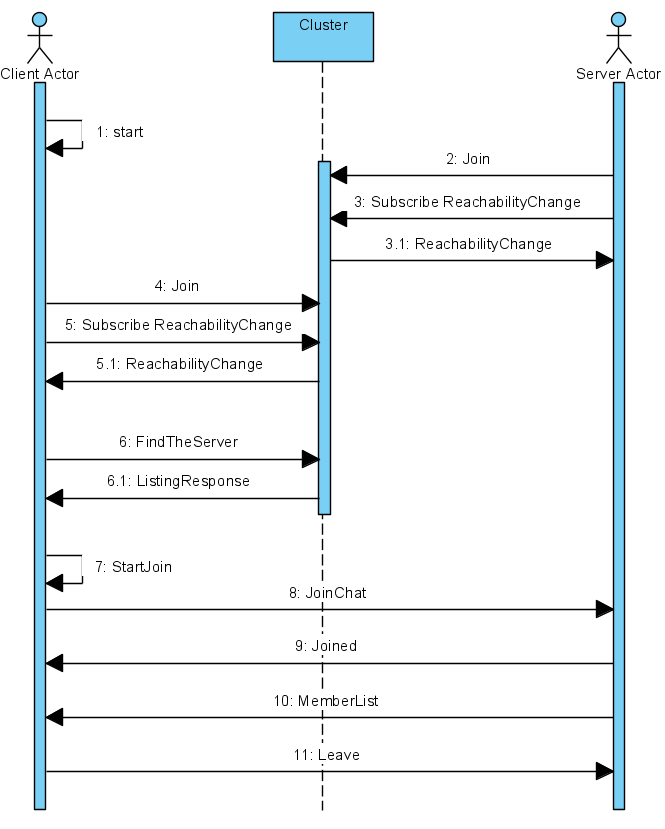 Cluster
Client Actor
Server Actor
1: start
2: Join
3: Subscribe ReachabilityChange
3.1: ReachabilityChange
4: Join
5: Subscribe ReachabilityChange
5.1: ReachabilityChange
6: FindTheServer
6.1: ListingResponse
7: StartJoin
8: JoinChat
9: Joined
10: MemberList
11: Leave